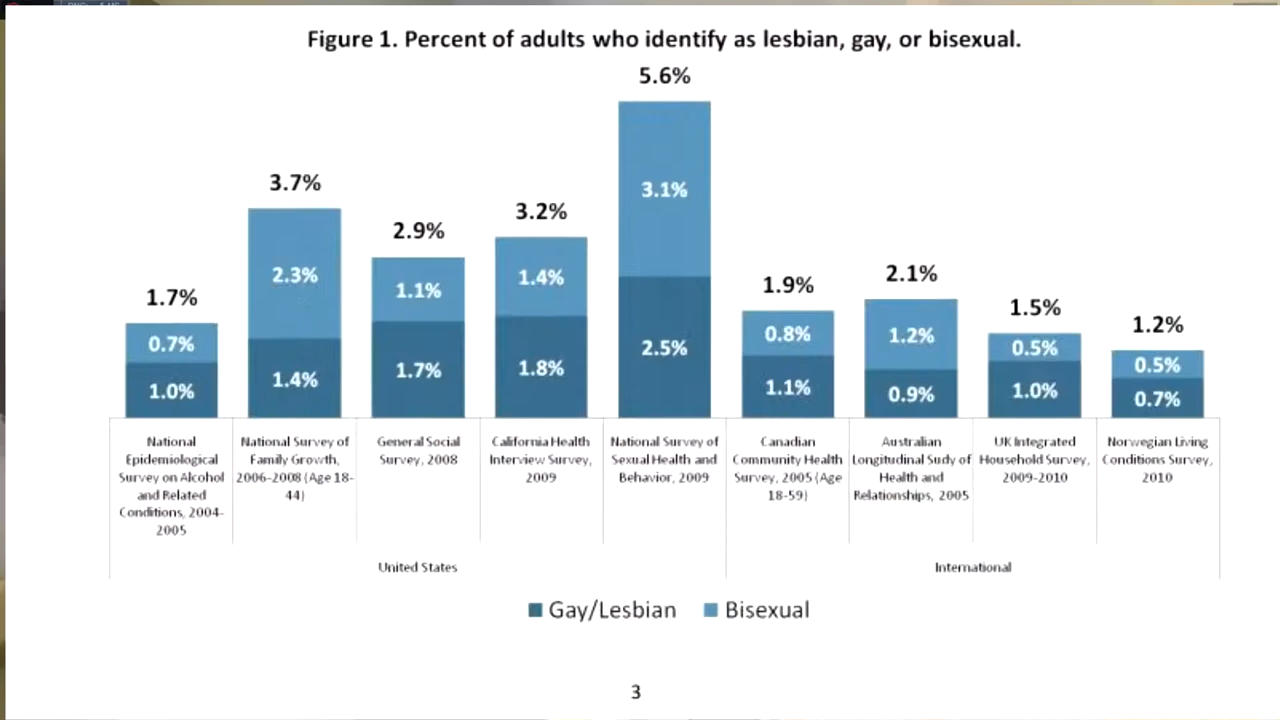 Figure 1. Percent of adults who identify as lesbian, gay, or bisexual.
5.6%
3.7%
3.2%
2.9%
2.1%
1.9%
1.7%
1.5%
1.2%
3.1%
2.3%
1.4%
1.1%
0.7%
0.8%
1.2%
0.5%
0.5%
1.0%
1.4%
1.7%
1.8%
2.5%
1.1%
0.9%
1.0%
0.7%
National
Epidemiological
Survey on Alcohol
and Related
Conditions, 2004-
2005
National Survey of
Family Growth,
2006-2008 (Age 18-
44)
General Social
Survey, 2008
California Health
Interview Survey,
2009
National Survey of
Sexual Health and
Behavior, 2009
Canadian
Community Health
Survey, 2005 (Age
18-59)
Australian
Longitudinal Sudy of
Health and
Relationships, 2005
UK Integrated
Household Survey,
2009-2010
Norwegian Living
Conditions Survey,
2010
United States
International
Gay/Lesbian
Bisexual
3